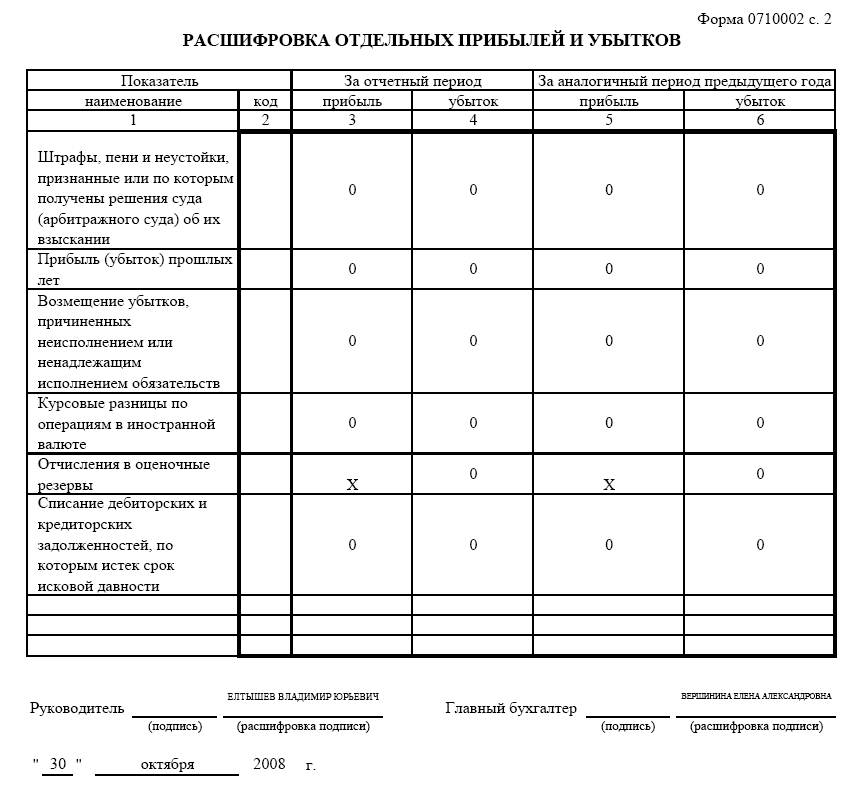 Форма 0710002 с. 2
РАСШИФРОВКА ОТДЕЛЬНЫХ ПРИБЫЛЕЙ И УБЫТКОВ
Показатель За отчетный период За аналогичный период предыдущего года
наименование код прибыль убыток прибыль убыток
1 2 3 4 5 6
Штрафы, пени и неустойки,
признанные или по которым
получены решения суда 0 0 0 0
(арбитражного суда) об их
взыскании
Прибыль (убыток) прошлых
лет 0 0 0 0
Возмещение убытков,
причиненных
неисполнением или 0 0 0 0
ненадлежащим
исполнением обязательств
Курсовые разницы по
операциям в иностранной 0 0 0 0
валюте
Отчисления в оценочные
резервы X 0 X 0
Списание дебиторских и
кредиторских
задолженностей, по 0 0 0 0
которым истек срок
исковой давности
Руководитель ЕЛТЫШЕВ ВЛАДИМИР ЮРЬЕВИЧ Главный бухгалтер ВЕРШИНИНА ЕЛЕНА АЛЕКСАНДРОВНА
(подпись) (расшифровка подписи) (подпись) (расшифровка подписи)
" 30 " октября 2008 г.